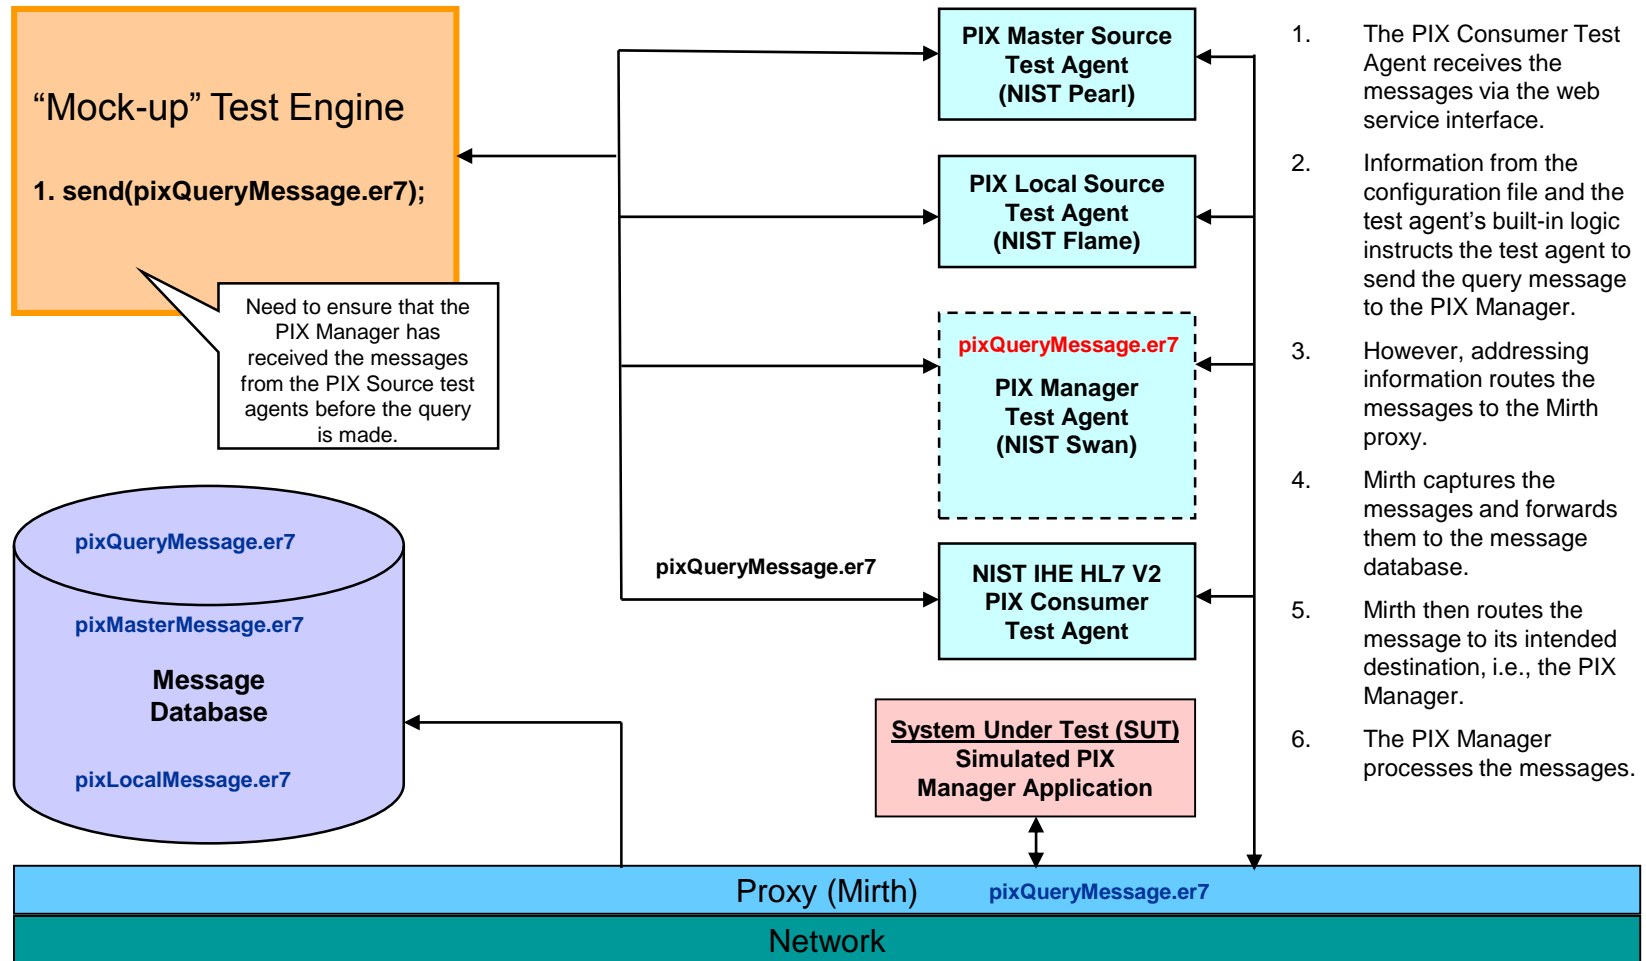 “Mock-up” Test Engine
1. send(pixQueryMessage.er7);
Need to ensure that the
PIX Manager has
received the messages
from the PIX Source test
agents before the query
is made.
pixQueryMessage.er7
pixMasterMessage.er7
Message
Database
pixLocalMessage.er7
PIX Master Source
Test Agent
(NIST Pearl)
PIX Local Source
Test Agent
(NIST Flame)
pixQueryMessage.er7
PIX Manager
Test Agent
(NIST Swan)
pixQueryMessage.er7
NIST IHE HL7 V2
PIX Consumer
Test Agent
System Under Test (SUT)
Simulated PIX
Manager Application
1. The PIX Consumer Test
Agent receives the
messages via the web
service interface.
2. Information from the
configuration file and the
test agent’s built-in logic
instructs the test agent to
send the query message
to the PIX Manager.
3. However, addressing
information routes the
messages to the Mirth
proxy.
4. Mirth captures the
messages and forwards
them to the message
database.
5. Mirth then routes the
message to its intended
destination, i.e., the PIX
Manager.
6. The PIX Manager
processes the messages.
Proxy (Mirth) pixQueryMessage.er7
Network